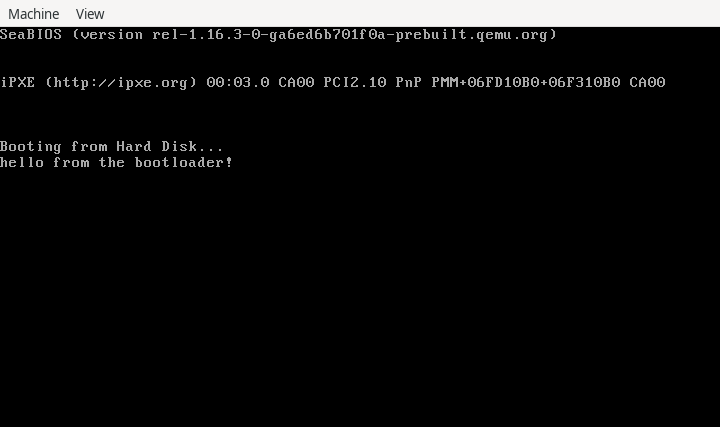 Machine View
SeaBIOS (version rel-1.16.3-0-ga6ed6b701f0a-prebuilt.qemu.org)
iPXE (http://ipxe.org) 00:03.0 CA00 PCI2.10 PnP PMM+06FD10B0+06F310B0 CA00
Booting from Hard Disk...
hello from the bootloader!